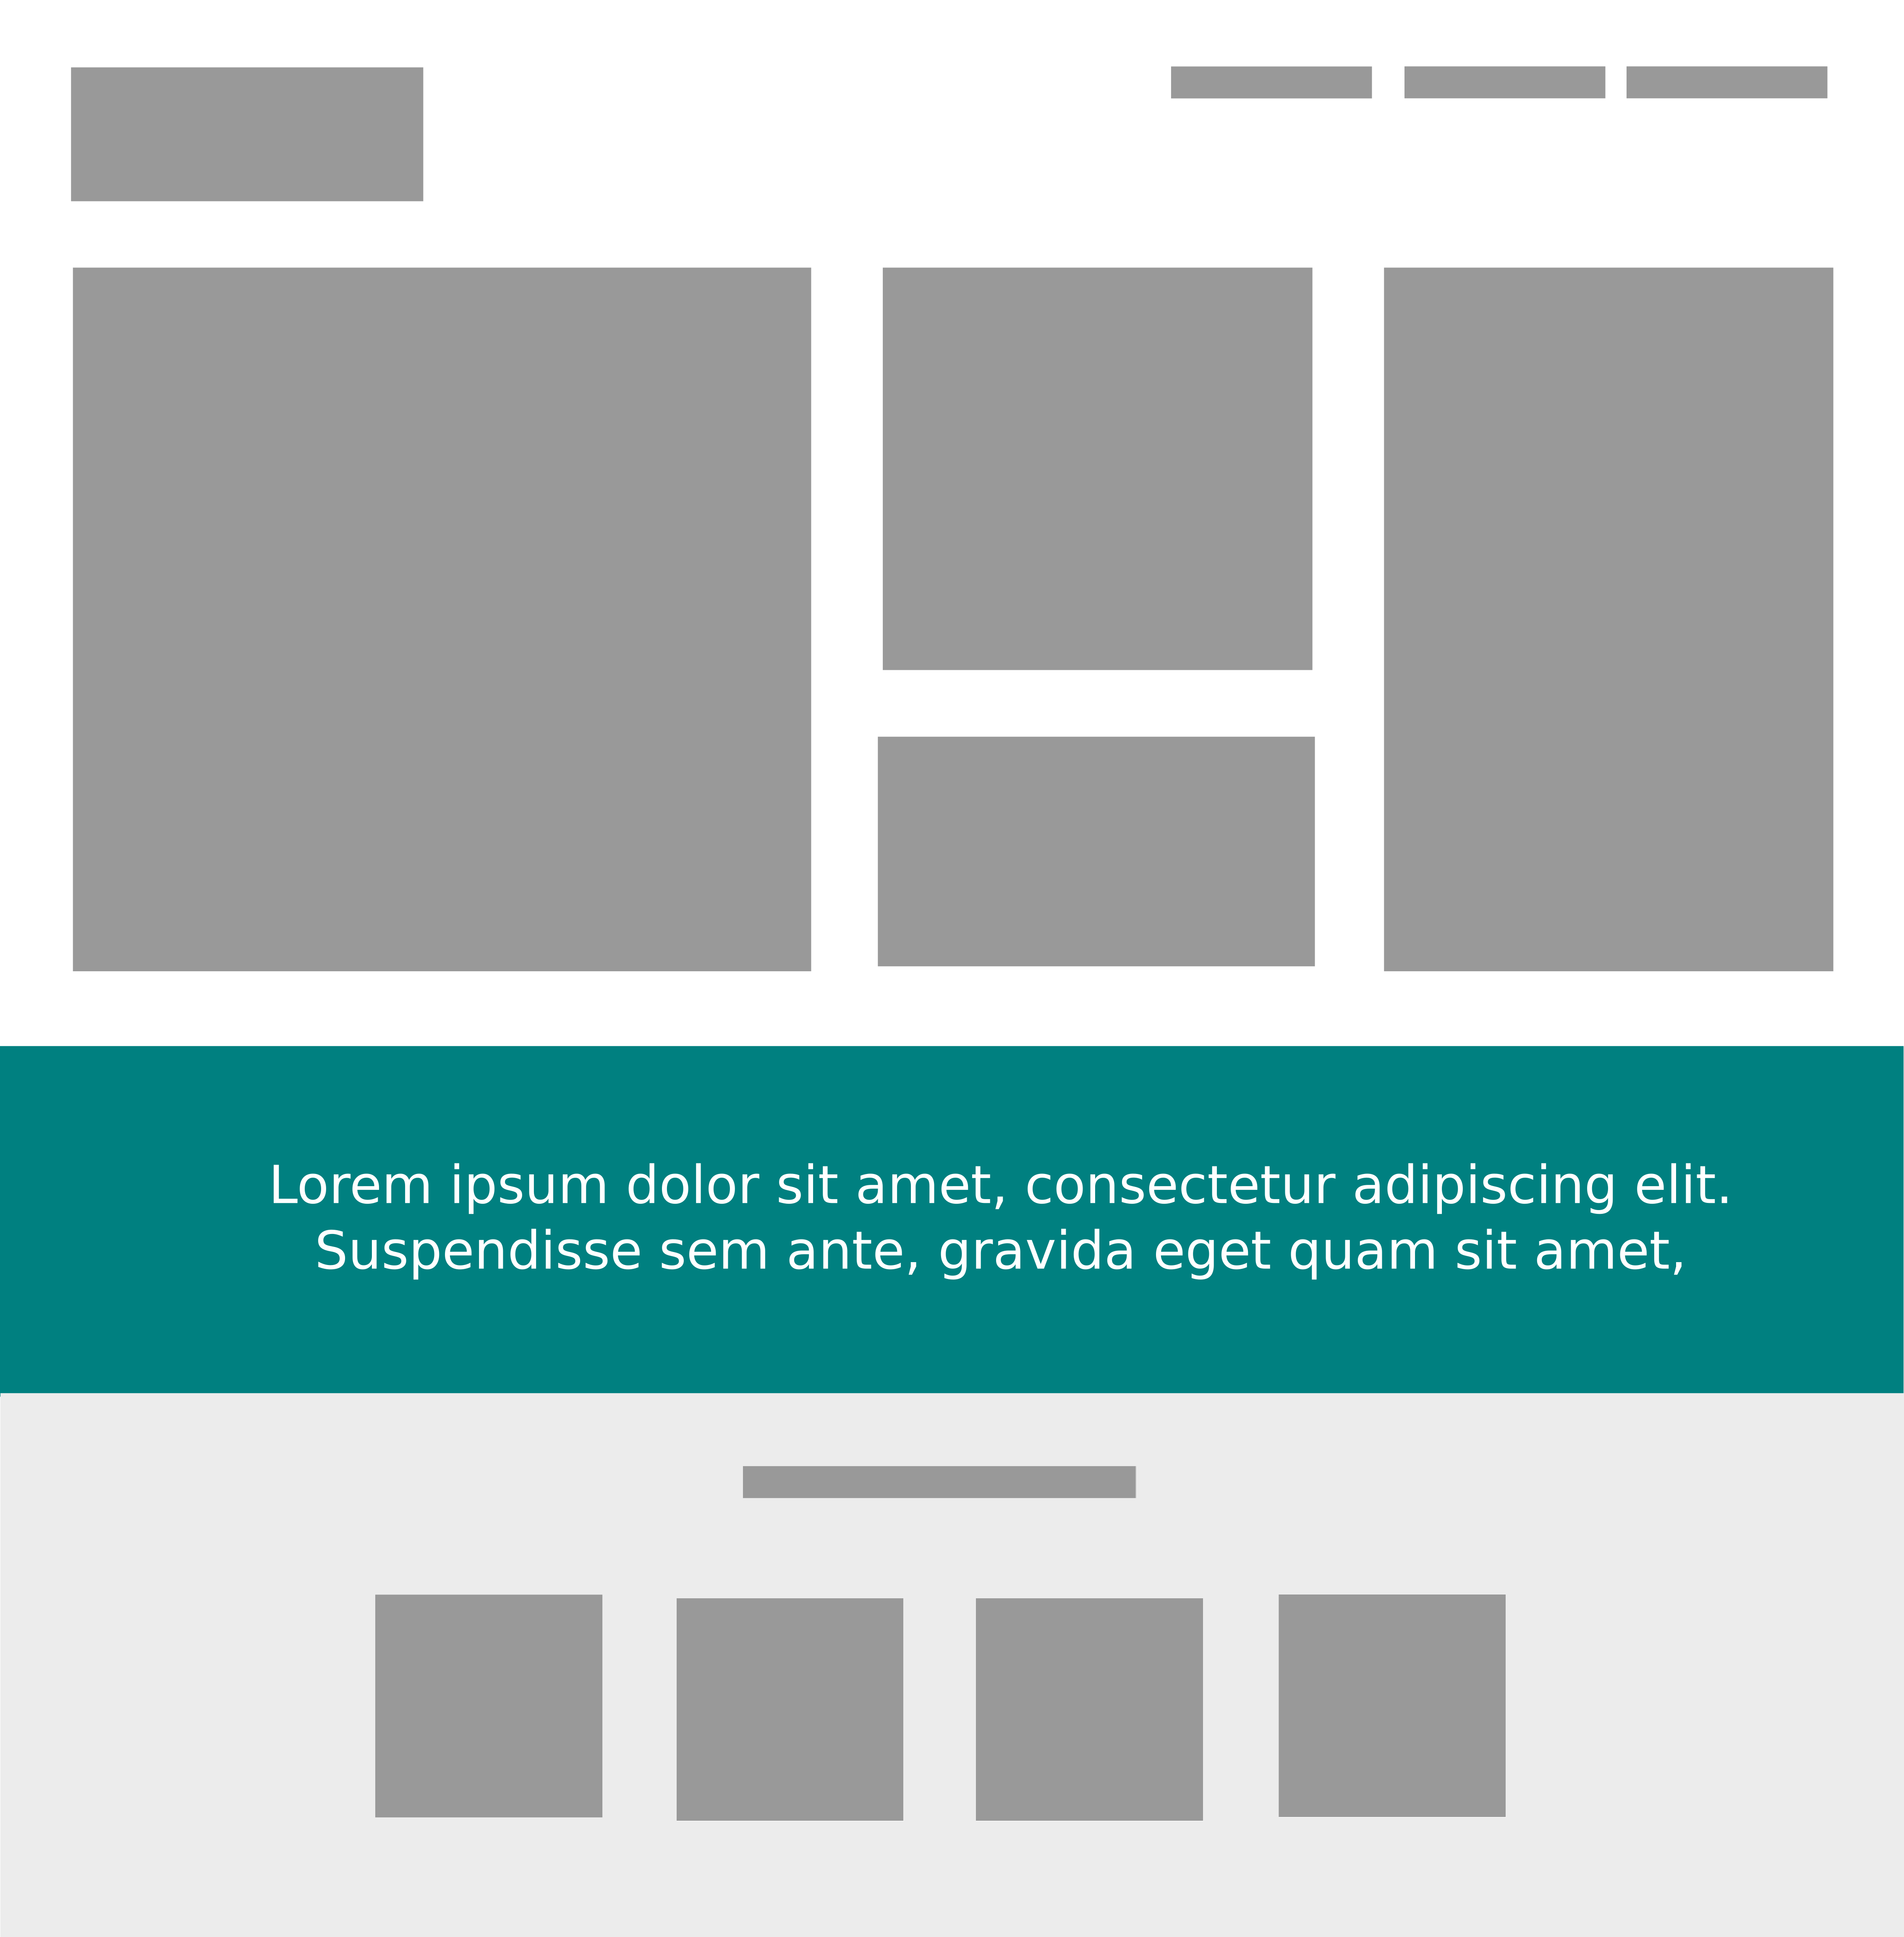 Lorem ipsum dolor sit amet, consectetur adipiscing elit.
Suspendisse sem ante, gravida eget quam sit amet,